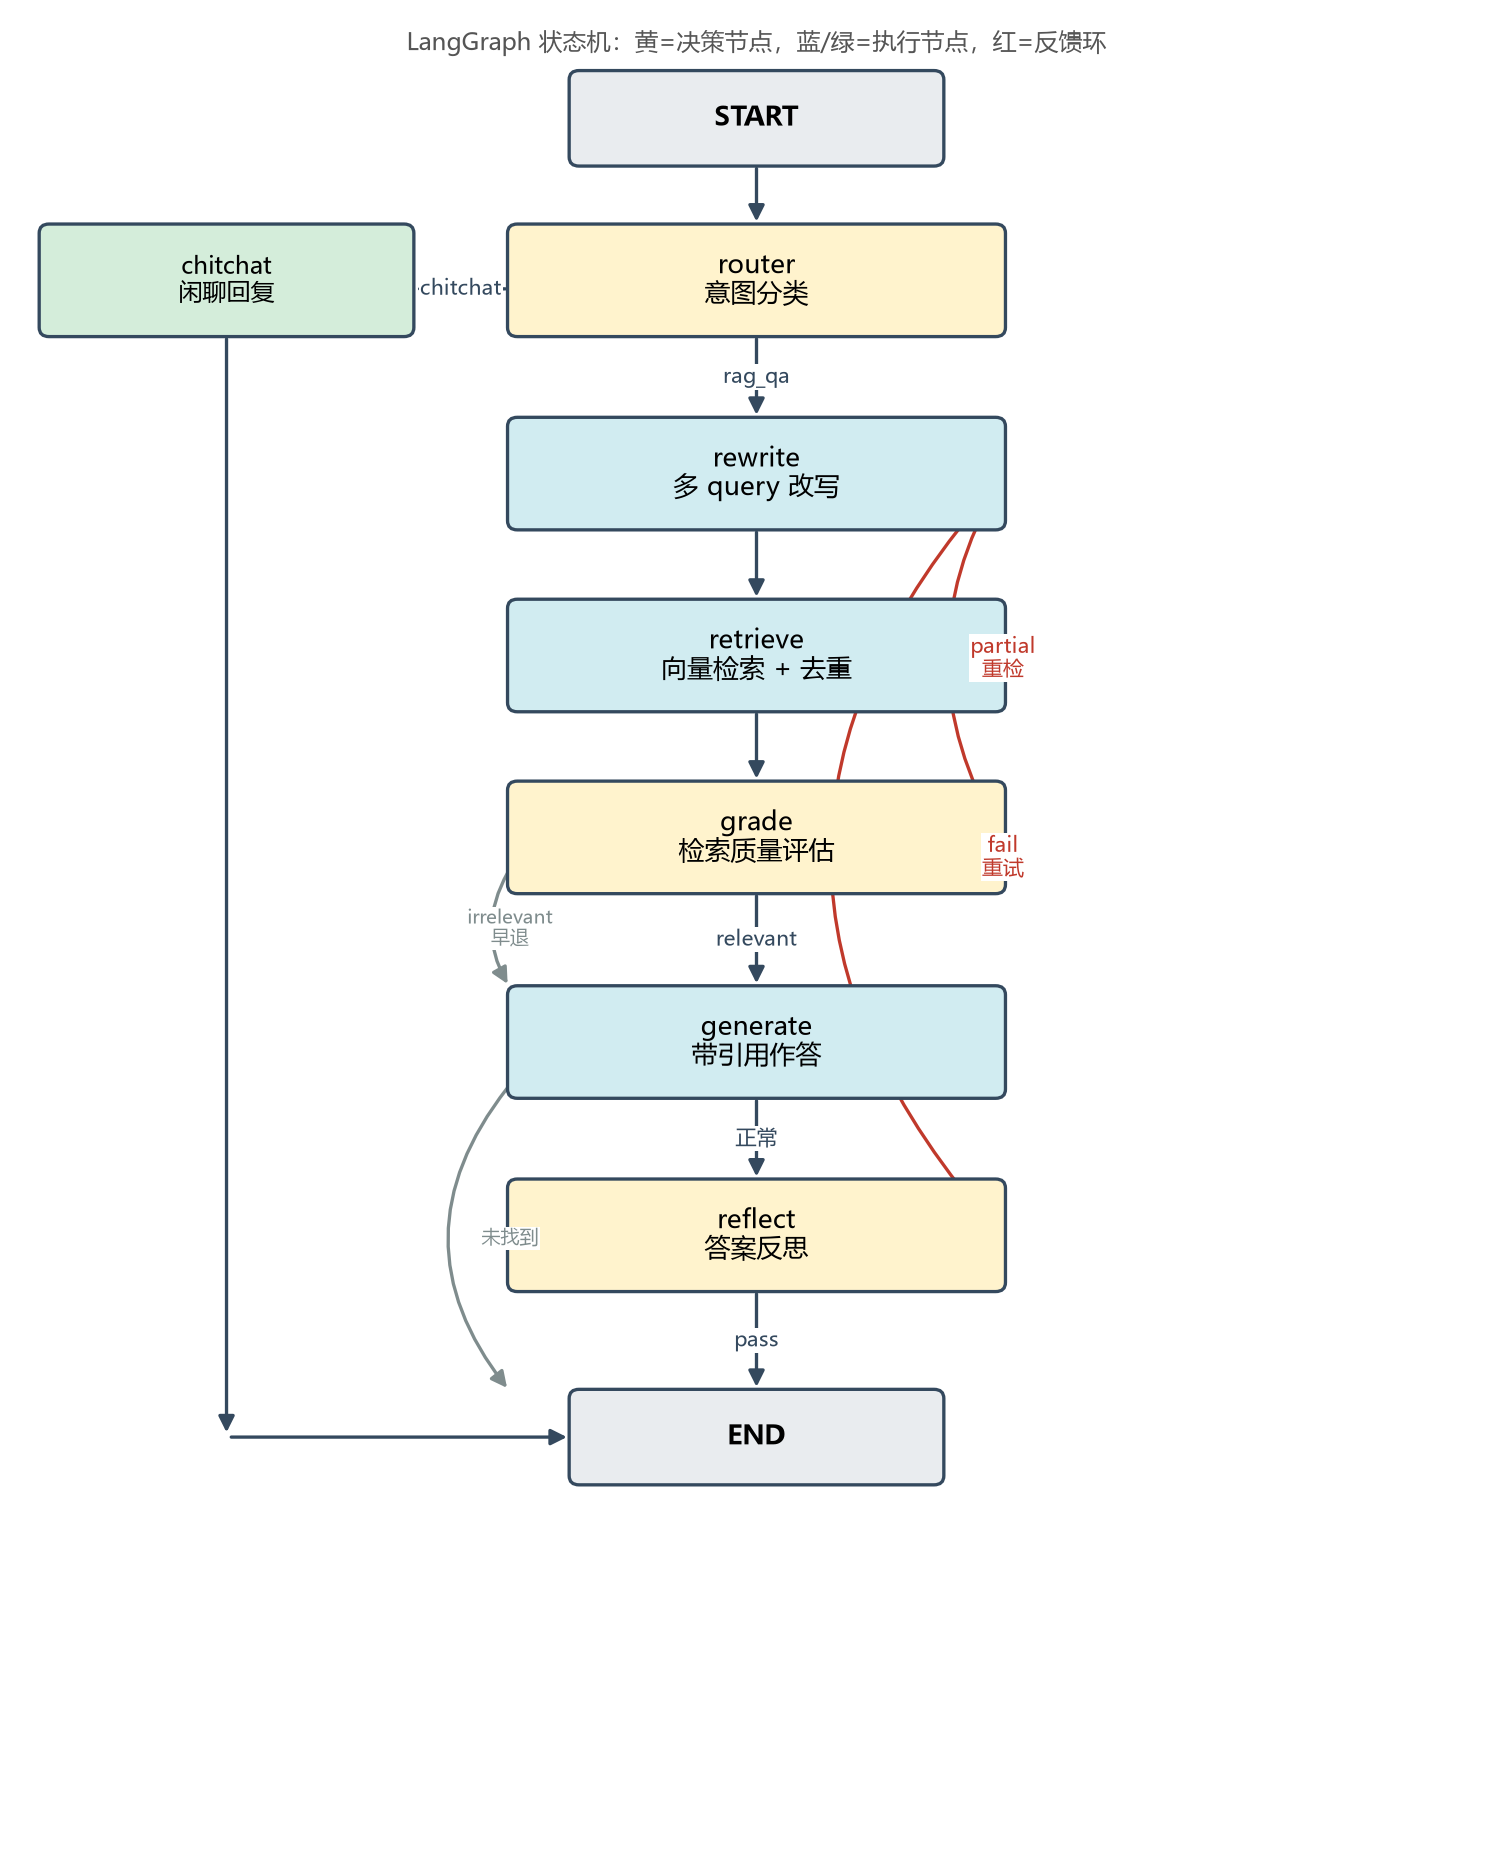 LangGraph 状态机：黄=决策节点，蓝/绿=执行节点，红=反馈环
START
chitchat
闲聊回复
chitchat
router
意图分类
rag_qa
rewrite
多 query 改写
retrieve
向量检索 + 去重
partial
重检
grade
检索质量评估
fail
重试
irrelevant
早退
relevant
generate
带引用作答
正常
reflect
答案反思
未找到
pass
END